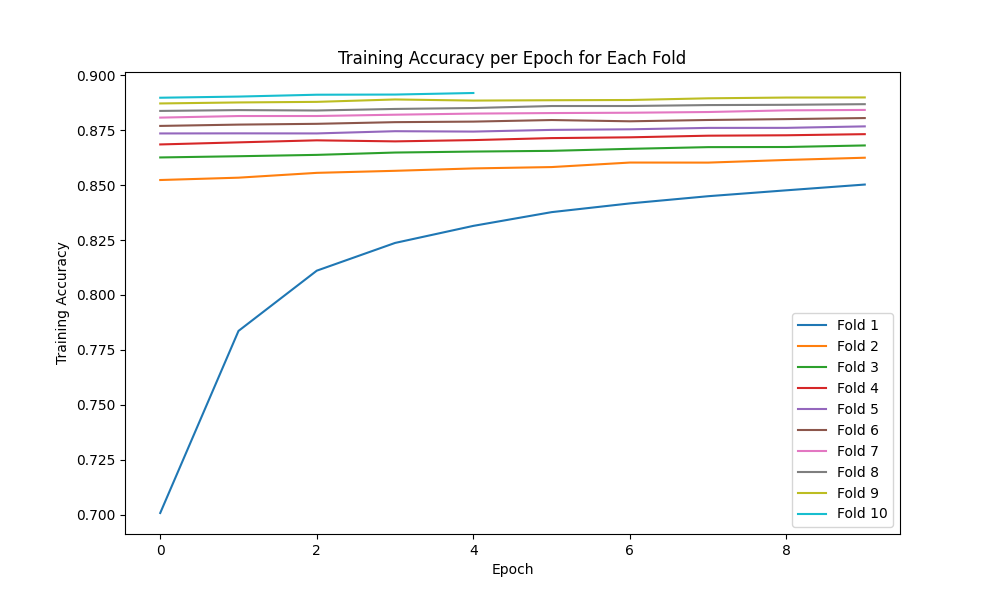 Training Accuracy per Epoch for Each Fold
0.900
0.875
0.850
0.825
0.800
0.775
0.750
0.725
0.700
Training Accuracy
0 2 4 6 8
Epoch
Fold 1
Fold 2
Fold 3
Fold 4
Fold 5
Fold 6
Fold 7
Fold 8
Fold 9
Fold 10